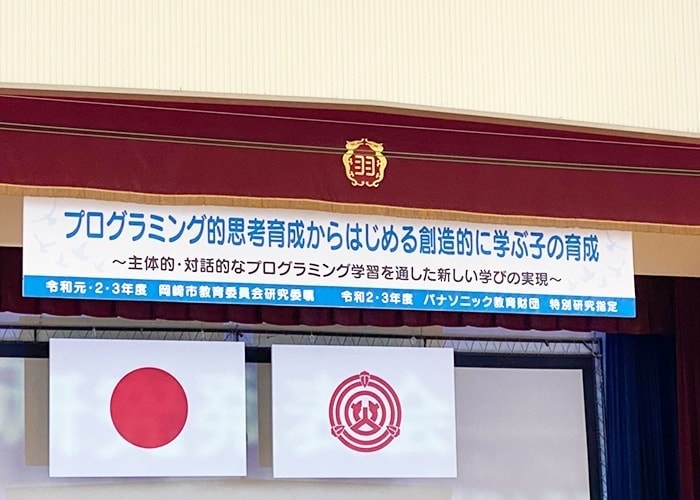 プログラミング的思考育成からはじめる創造的に学ぶ子の育成
～主体的・対話的なプログラミング学習を通した新しい学びの実現～
令和元・2・3年度 岡崎市教育委員会研究委嘱 令和2・3年度 パナソニック教育財団 特別研究指定